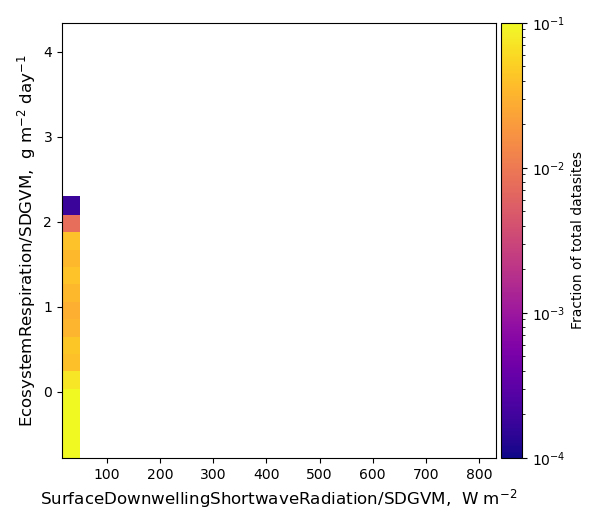 4
3
2
1
0
EcosystemRespiration/SDGVM, g m⁻² day⁻¹
100 200 300 400 500 600 700 800
SurfaceDownwellingShortwaveRadiation/SDGVM, W m⁻²
10⁻¹
10⁻²
10⁻³
10⁻⁴
Fraction of total datasites